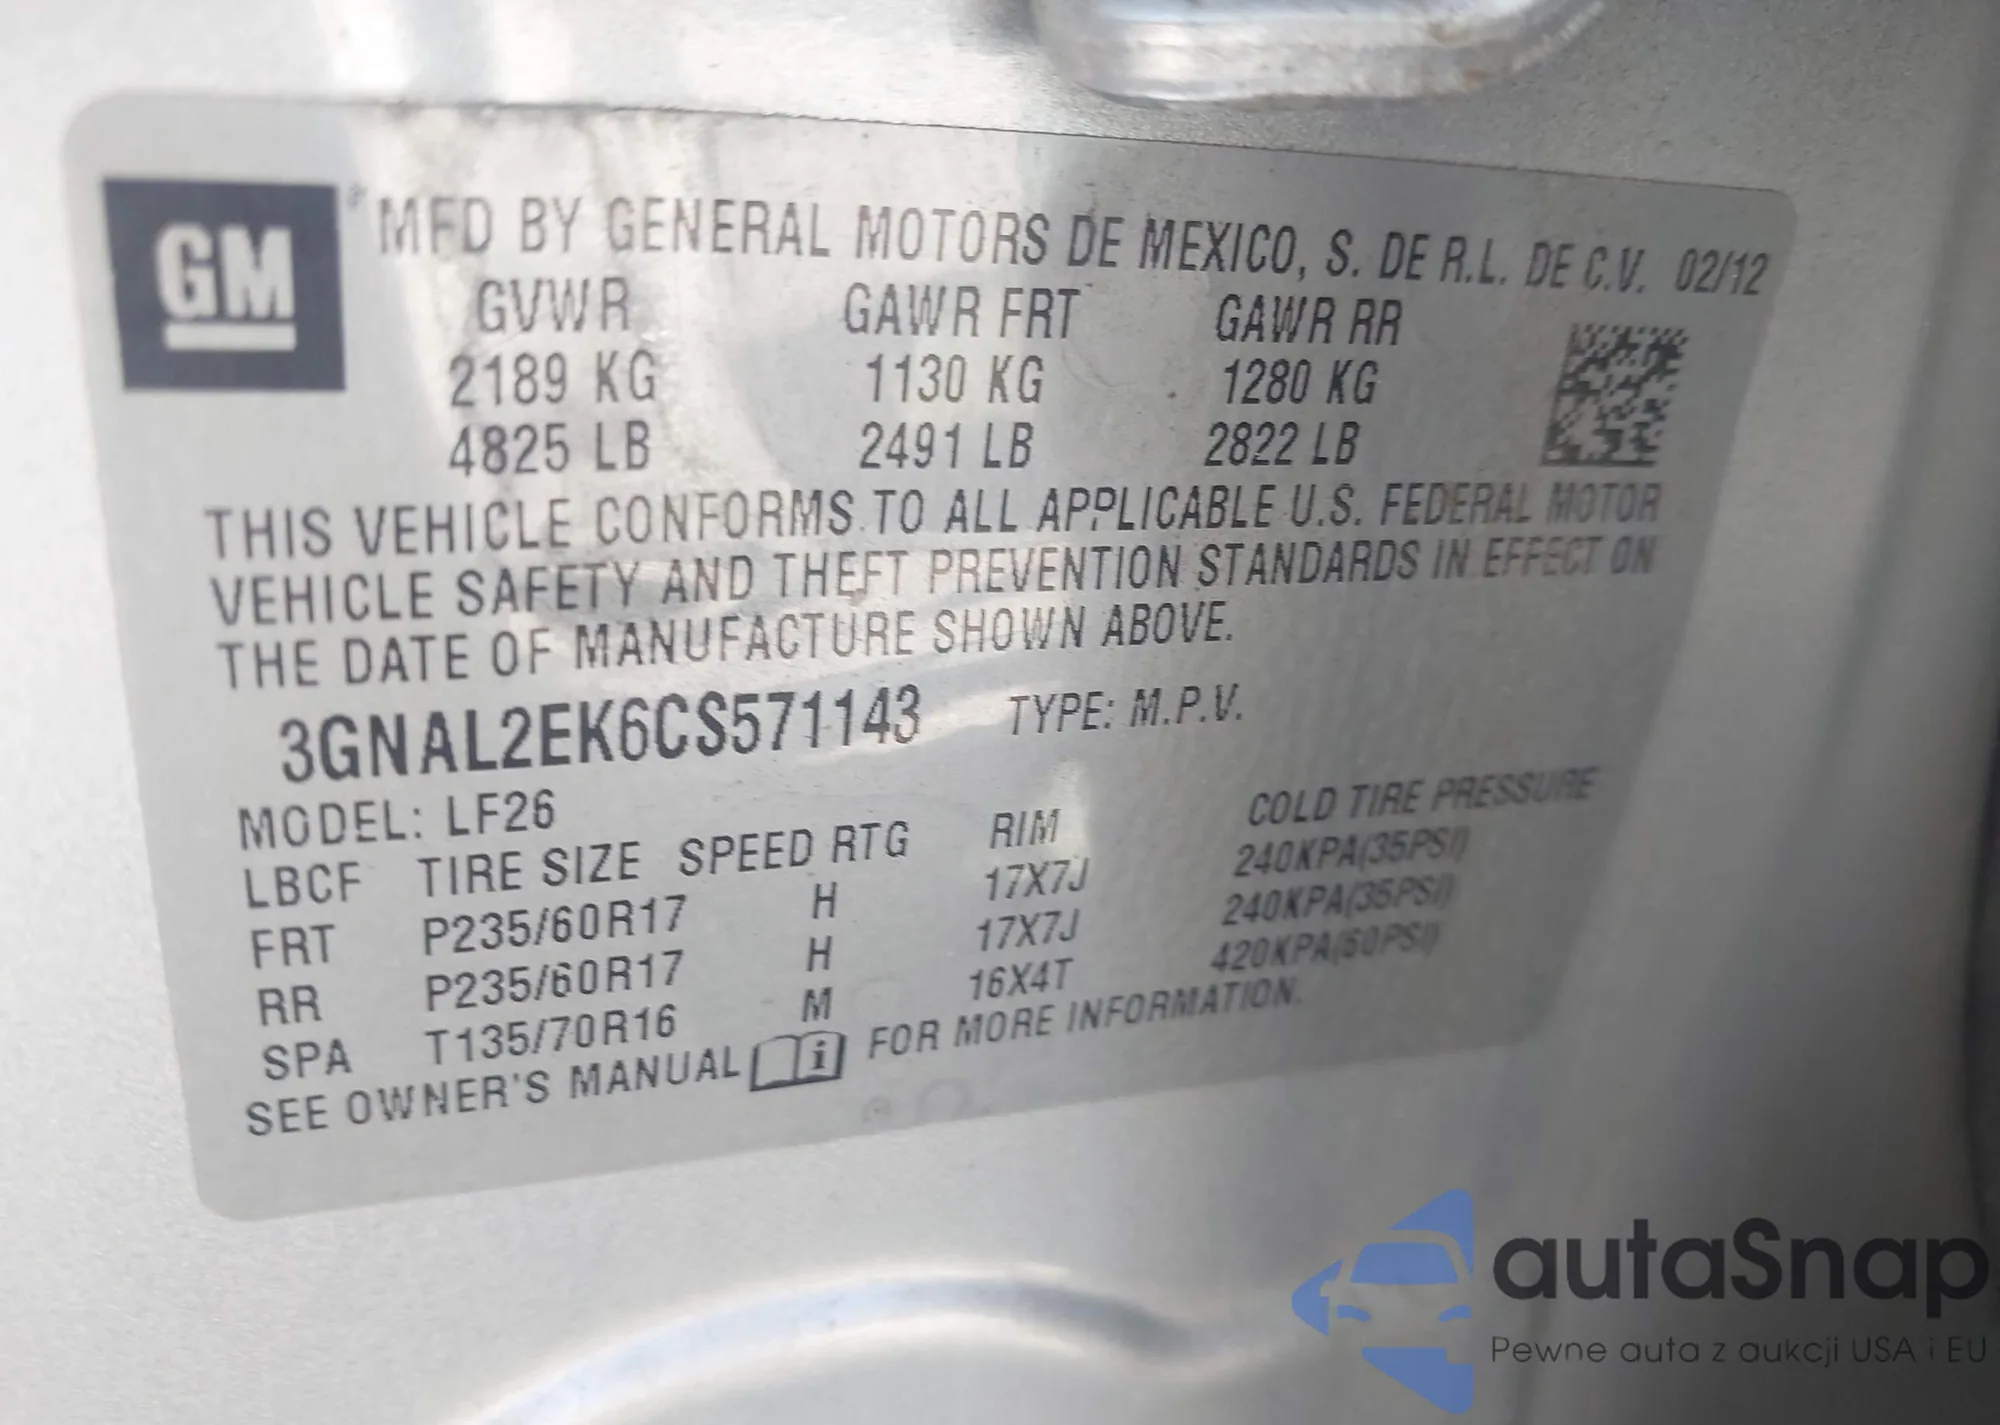 GM
MFD BY GENERAL MOTORS DE MEXICO, S. DE R.L. DE C.V. 02/12
GVWR GAWR FRT GAWR RR
2189 KG 1130 KG 1280 KG
4825 LB 2491 LB 2822 LB
THIS VEHICLE CONFORMS TO ALL APPLICABLE U.S. FEDERAL MOTOR
VEHICLE SAFETY AND THEFT PREVENTION STANDARDS IN EFFECT ON
THE DATE OF MANUFACTURE SHOWN ABOVE.
3GNAL2EK6CS571143 TYPE: M.P.V.
MODEL: LF26
LBCF TIRE SIZE SPEED RTG RIM COLD TIRE PRESSURE
FRT P235/60R17 H 17X7J 240KPA(35PSI)
RR P235/60R17 H 17X7J 240KPA(35PSI)
SPA T135/70R16 M 16X4T 420KPA(60PSI)
SEE OWNER'S MANUAL i FOR MORE INFORMATION.
autaSnap
Pewne auta z aukcji USA i EU